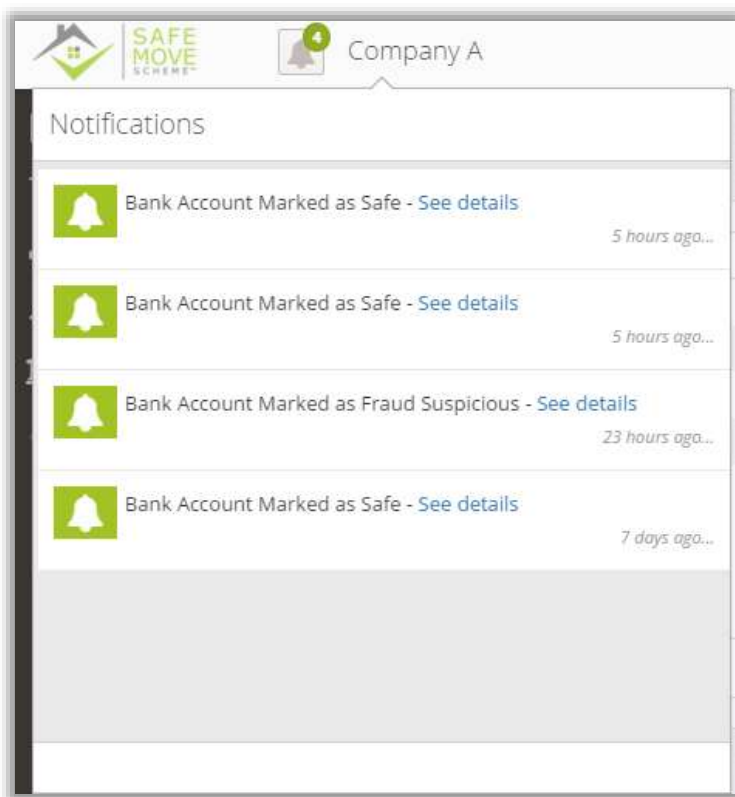 SAFE
MOVE
SCHEME™
4
Company A
Notifications
Bank Account Marked as Safe - See details
5 hours ago...
Bank Account Marked as Safe - See details
5 hours ago...
Bank Account Marked as Fraud Suspicious - See details
23 hours ago...
Bank Account Marked as Safe - See details
7 days ago...